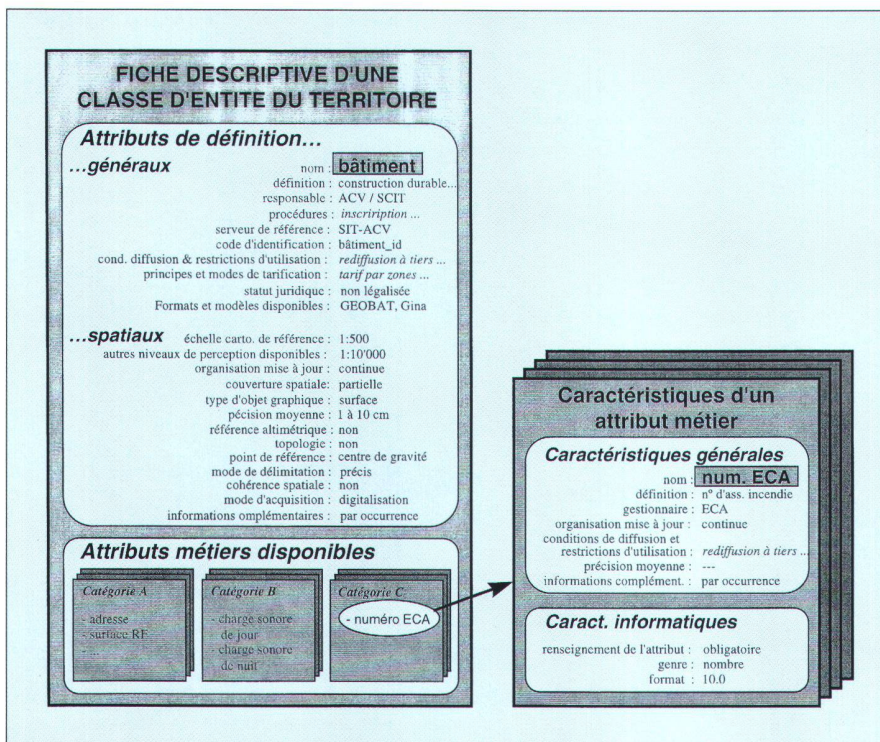 FICHE DESCRIPTIVE D'UNE
CLASSE D'ENTITE DU TERRITOIRE
Attributs de définition...
...généraux
nom : bâtiment
définition : construction durable...
responsable : ACV / SCIT
procédures : inscriription ...
serveur de référence : SIT-ACV
code d'identification : bâtiment_id
cond. diffusion & restrictions d'utilisation : rediffusion à tiers ...
principes et modes de tarification : tarif par zones ...
statut juridique : non légalisée
Formats et modèles disponibles : GEOBAT, Gina
...spatiaux
échelle carto. de référence : 1:500
autres niveaux de perception disponibles : 1:10'000
organisation mise à jour : continue
couverture spatiale: partielle
type d'objet graphique : surface
pécision moyenne : 1 à 10 cm
référence altimétrique : non
topologie : non
point de référence : centre de gravité
mode de délimitation : précis
cohérence spatiale : non
mode d'acquisition : digitalisation
informations omplémentaires : par occurrence
Attributs métiers disponibles
Catégorie A
- adresse
- surface RF
- ...
Catégorie B
- charge sonore
de jour
- charge sonore
de nuit
Catégorie C
- numéro ECA
Caractéristiques d'un
attribut métier
Caractéristiques générales
nom : num. ECA
définition : n° d'ass. incendie
gestionnaire : ECA
organisation mise à jour : continue
conditions de diffusion et
restrictions d'utilisation : rediffusion à tiers ...
précision moyenne : ---
informations complément. : par occurrence
Caract. informatiques
renseignement de l'attribut : obligatoire
genre : nombre
format : 10.0